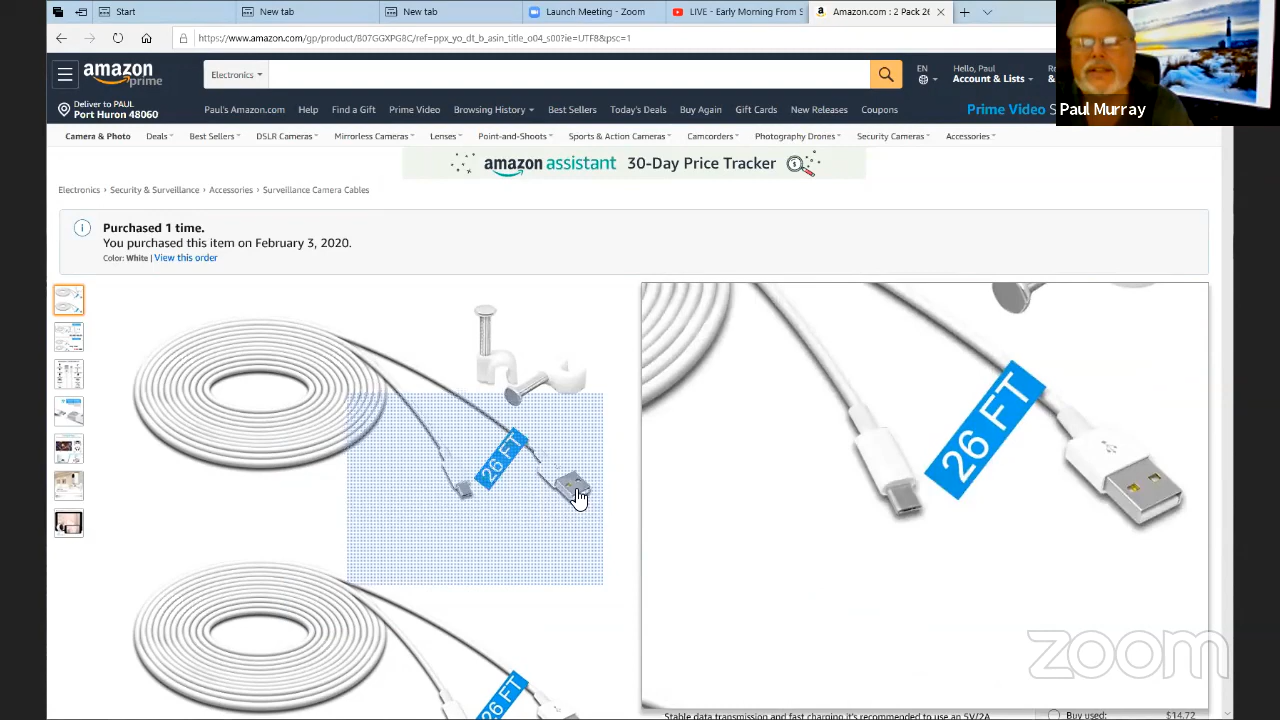 Start
New tab
New tab
Launch Meeting - Zoom
LIVE - Early Morning From S
Amazon.com : 2 Pack 26
https://www.amazon.com/gp/product/B07GGXPG8C/ref=ppx_yo_dt_b_asin_title_o04_s00?ie=UTF8&psc=1
amazon prime
Electronics
EN
Hello, Paul
Account & Lists
Re
&
Deliver to PAUL
Port Huron 48060
Paul's Amazon.com
Help
Find a Gift
Prime Video
Browsing History
Best Sellers
Today's Deals
Buy Again
Gift Cards
New Releases
Coupons
Prime Video S
Paul Murray
Camera & Photo
Deals
Best Sellers
DSLR Cameras
Mirrorless Cameras
Lenses
Point-and-Shoots
Sports & Action Cameras
Camcorders
Photography Drones
Security Cameras
Accessories
amazon assistant 30-Day Price Tracker
Electronics › Security & Surveillance › Accessories › Surveillance Camera Cables
Purchased 1 time.
You purchased this item on February 3, 2020.
Color: White | View this order
26 FT
26 FT
26 FT
zoom
Stable data transmission and fast charging it's recommended to use an 5V/2A
Buy used:
$14.72